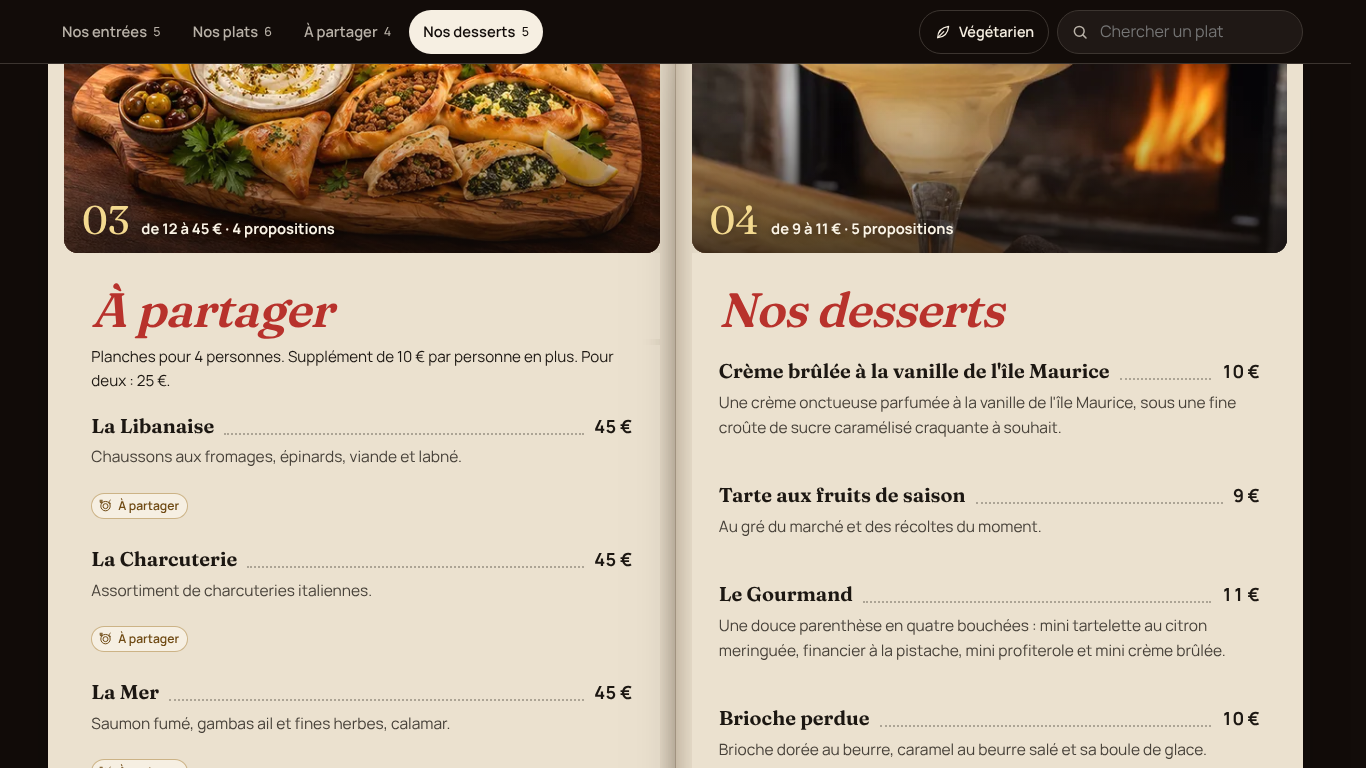 Nos entrées 5
Nos plats 6
À partager 4
Nos desserts 5
Végétarien
Chercher un plat
03 de 12 à 45 € · 4 propositions
À partager
Planches pour 4 personnes. Supplément de 10 € par personne en plus. Pour
deux : 25 €.
La Libanaise 45 €
Chaussons aux fromages, épinards, viande et labné.
À partager
La Charcuterie 45 €
Assortiment de charcuteries italiennes.
À partager
La Mer 45 €
Saumon fumé, gambas ail et fines herbes, calamar.
04 de 9 à 11 € · 5 propositions
Nos desserts
Crème brûlée à la vanille de l'île Maurice 10 €
Une crème onctueuse parfumée à la vanille de l'île Maurice, sous une fine
croûte de sucre caramélisé craquante à souhait.
Tarte aux fruits de saison 9 €
Au gré du marché et des récoltes du moment.
Le Gourmand 11 €
Une douce parenthèse en quatre bouchées : mini tartelette au citron
meringuée, financier à la pistache, mini profiterole et mini crème brûlée.
Brioche perdue 10 €
Brioche dorée au beurre, caramel au beurre salé et sa boule de glace.